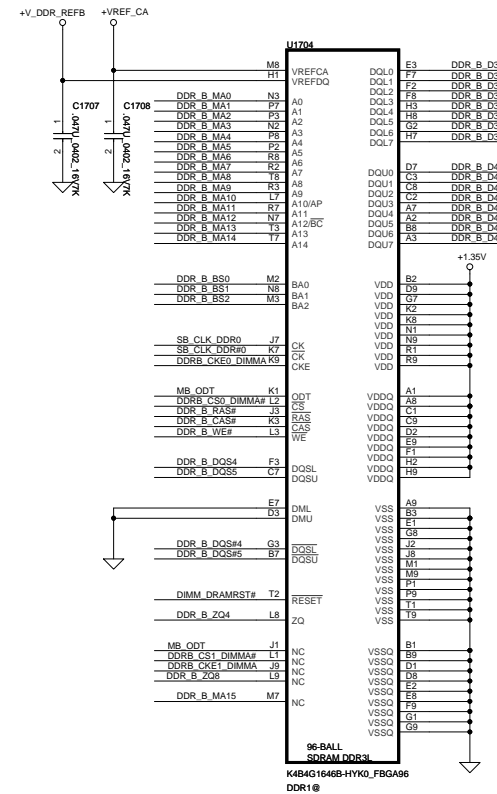 +V_DDR_REFB +VREF_CA
U1704
M8 VREFCA
H1 VREFDQ
C1707 C1708
1 1
.047U_0402_16V7K .047U_0402_16V7K
2 2
DDR_B_MA0 N3 A0
DDR_B_MA1 P7 A1
DDR_B_MA2 P3 A2
DDR_B_MA3 N2 A3
DDR_B_MA4 P8 A4
DDR_B_MA5 P2 A5
DDR_B_MA6 R8 A6
DDR_B_MA7 R2 A7
DDR_B_MA8 T8 A8
DDR_B_MA9 R3 A9
DDR_B_MA10 L7 A10/AP
DDR_B_MA11 R7 A11
DDR_B_MA12 N7 A12/BC
DDR_B_MA13 T3 A13
DDR_B_MA14 T7 A14
DDR_B_BS0 M2 BA0
DDR_B_BS1 N8 BA1
DDR_B_BS2 M3 BA2
SB_CLK_DDR0 J7 CK
SB_CLK_DDR#0 K7 CK
DDRB_CKE0_DIMMA K9 CKE
MB_ODT K1 ODT
DDRB_CS0_DIMMA# L2 CS
DDR_B_RAS# J3 RAS
DDR_B_CAS# K3 CAS
DDR_B_WE# L3 WE
DDR_B_DQS4 F3 DQSL
DDR_B_DQS5 C7 DQSU
E7 DML
D3 DMU
DDR_B_DQS#4 G3 DQSL
DDR_B_DQS#5 B7 DQSU
DIMM_DRAMRST# T2 RESET
DDR_B_ZQ4 L8 ZQ
MB_ODT J1 NC
DDRB_CS1_DIMMA# L1 NC
DDRB_CKE1_DIMMA J9 NC
DDR_B_ZQ8 L9 NC
DDR_B_MA15 M7 NC
DQL0 E3 DDR_B_D3
DQL1 F7 DDR_B_D3
DQL2 F2 DDR_B_D3
DQL3 F8 DDR_B_D3
DQL4 H3 DDR_B_D3
DQL5 H8 DDR_B_D3
DQL6 G2 DDR_B_D3
DQL7 H7 DDR_B_D3
DQU0 D7 DDR_B_D4
DQU1 C3 DDR_B_D4
DQU2 C8 DDR_B_D4
DQU3 C2 DDR_B_D4
DQU4 A7 DDR_B_D4
DQU5 A2 DDR_B_D4
DQU6 B8 DDR_B_D4
DQU7 A3 DDR_B_D4
+1.35V
VDD B2
VDD D9
VDD G7
VDD K2
VDD K8
VDD N1
VDD N9
VDD R1
VDD R9
VDDQ A1
VDDQ A8
VDDQ C1
VDDQ C9
VDDQ D2
VDDQ E9
VDDQ F1
VDDQ H2
VDDQ H9
VSS A9
VSS B3
VSS E1
VSS G8
VSS J2
VSS J8
VSS M1
VSS M9
VSS P1
VSS P9
VSS T1
VSS T9
VSSQ B1
VSSQ B9
VSSQ D1
VSSQ D8
VSSQ E2
VSSQ E8
VSSQ F9
VSSQ G1
VSSQ G9
96-BALL
SDRAM DDR3L
K4B4G1646B-HYK0_FBGA96
DDR1@